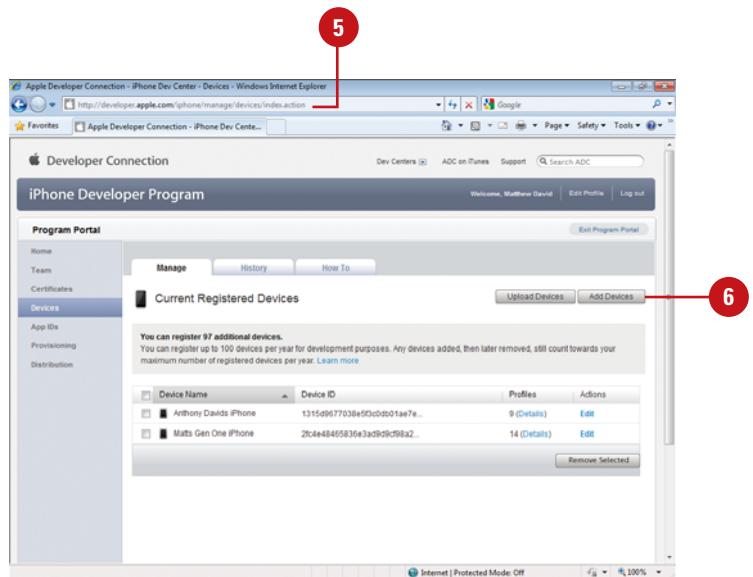 5
Apple Developer Connection - iPhone Dev Center - Devices - Windows Internet Explorer
http://developer.apple.com/iphone/manage/devices/index.action
Google
Favorites
Apple Developer Connection - iPhone Dev Cente...
Page
Safety
Tools
Developer Connection
Dev Centers
ADC on iTunes
Support
Search ADC
iPhone Developer Program
Welcome, Matthew David
Edit Profile
Log out
Program Portal
Exit Program Portal
Home
Team
Certificates
Devices
App IDs
Provisioning
Distribution
Manage
History
How To
Current Registered Devices
Upload Devices
Add Devices
6
You can register 97 additional devices.
You can register up to 100 devices per year for development purposes. Any devices added, then later removed, still count towards your
maximum number of registered devices per year. Learn more
Device Name
Device ID
Profiles
Actions
Anthony Davids iPhone
9 (Details)
Edit
Matts Gen One iPhone
14 (Details)
Edit
Remove Selected
Internet | Protected Mode: Off
100%